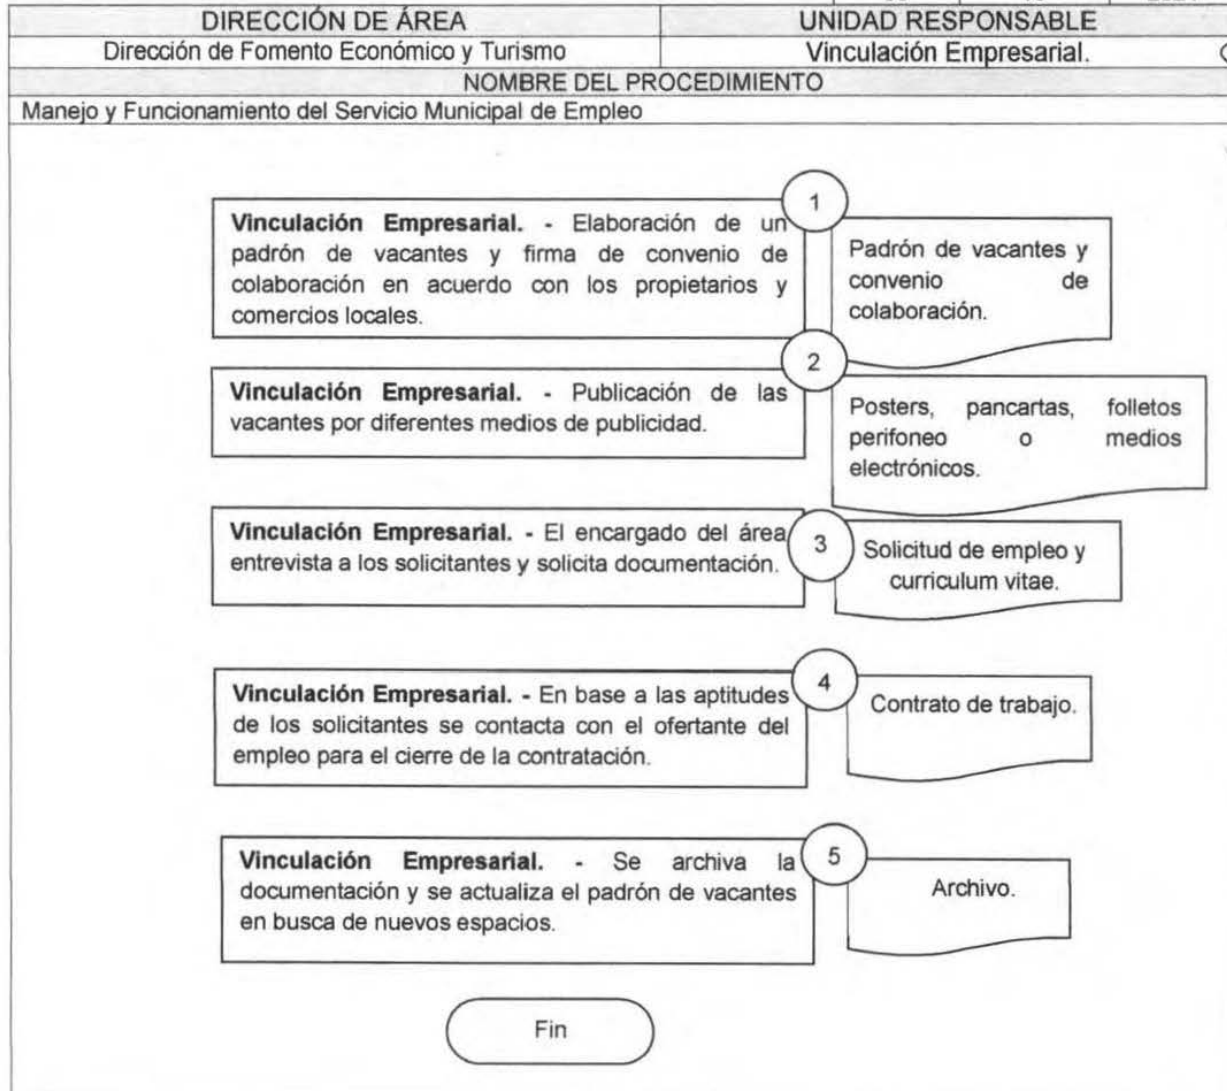 DIRECCIÓN DE ÁREA
UNIDAD RESPONSABLE
Dirección de Fomento Económico y Turismo
Vinculación Empresarial.
NOMBRE DEL PROCEDIMIENTO
Manejo y Funcionamiento del Servicio Municipal de Empleo
1
Vinculación Empresarial. - Elaboración de un
padrón de vacantes y firma de convenio de
colaboración en acuerdo con los propietarios y
comercios locales.
Padrón de vacantes y
convenio de
colaboración.
2
Vinculación Empresarial. - Publicación de las
vacantes por diferentes medios de publicidad.
Posters, pancartas, folletos
perifoneo o medios
electrónicos.
3
Vinculación Empresarial. - El encargado del área
entrevista a los solicitantes y solicita documentación.
Solicitud de empleo y
curriculum vitae.
4
Vinculación Empresarial. - En base a las aptitudes
de los solicitantes se contacta con el ofertante del
empleo para el cierre de la contratación.
Contrato de trabajo.
5
Vinculación Empresarial. - Se archiva la
documentación y se actualiza el padrón de vacantes
en busca de nuevos espacios.
Archivo.
Fin